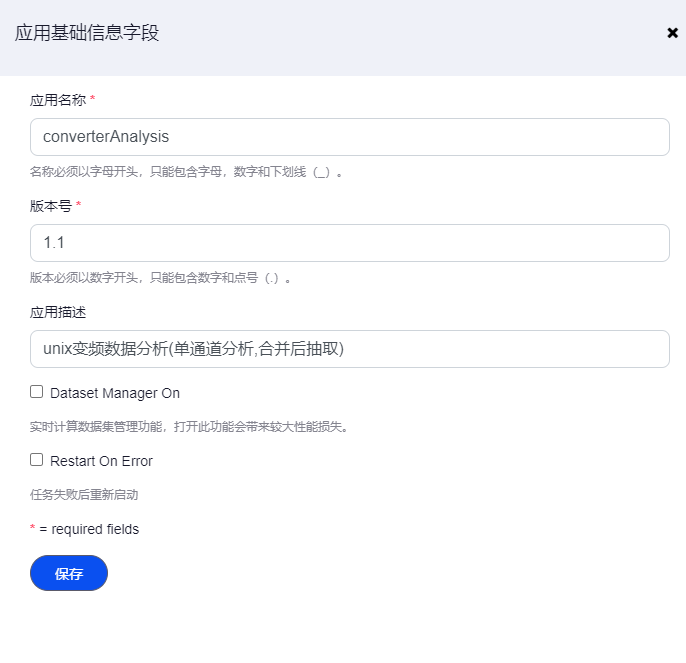 应用基础信息字段
应用名称 *
converterAnalysis
名称必须以字母开头，只能包含字母，数字和下划线（_）。
版本号 *
1.1
版本必须以数字开头，只能包含数字和点号（.）。
应用描述
unix变频数据分析(单通道分析,合并后抽取)
Dataset Manager On
实时计算数据集管理功能，打开此功能会带来较大性能损失。
Restart On Error
任务失败后重新启动
* = required fields
保存